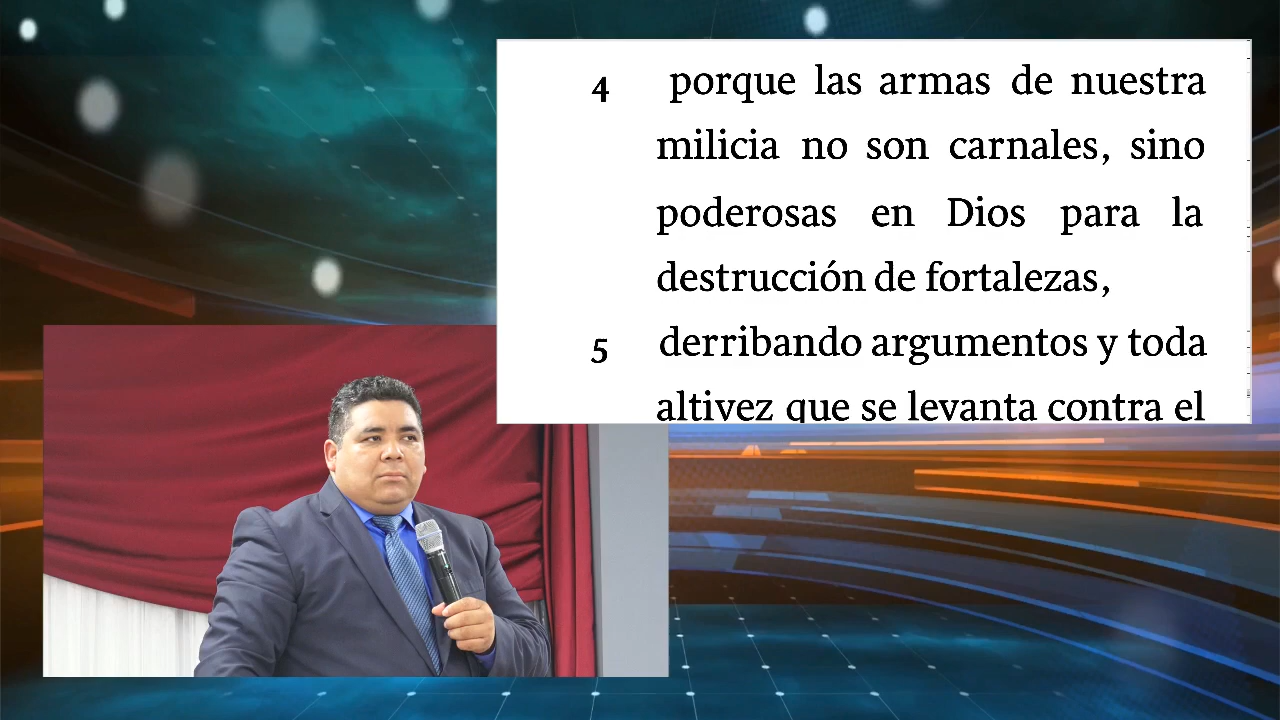 4 porque las armas de nuestra
milicia no son carnales, sino
poderosas en Dios para la
destrucción de fortalezas,
5 derribando argumentos y toda
altivez que se levanta contra el